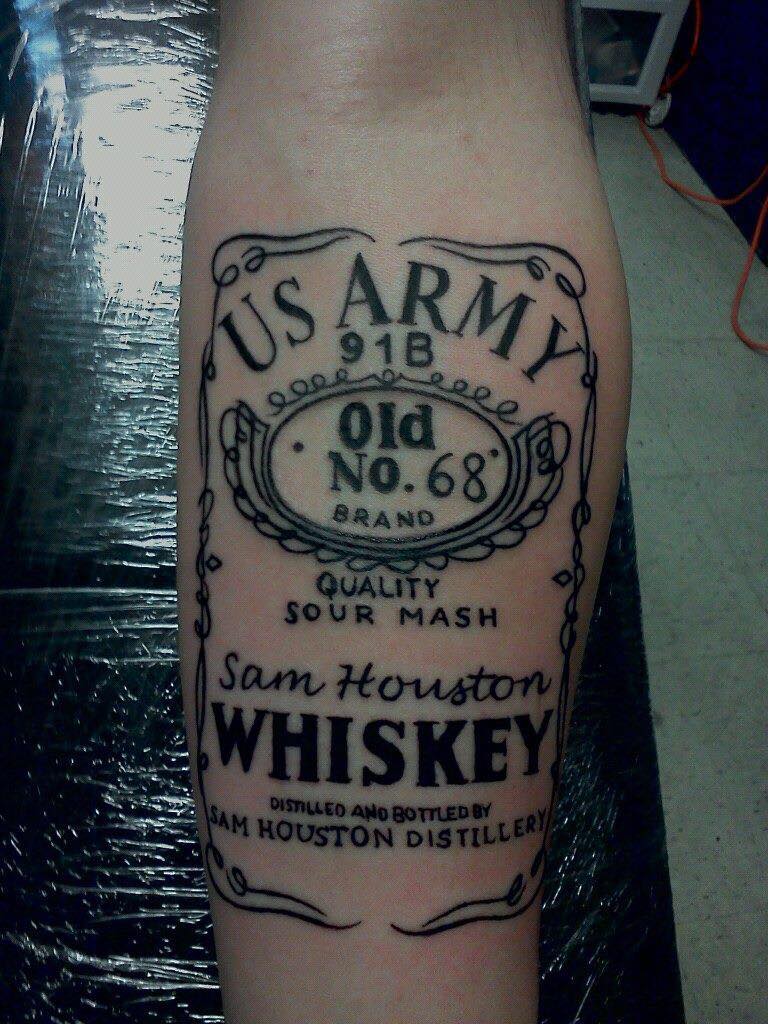 US ARMY
91B
Old
No. 68
BRAND
QUALITY
SOUR MASH
Sam Houston
WHISKEY
DISTILLED AND BOTTLED BY
SAM HOUSTON DISTILLERY